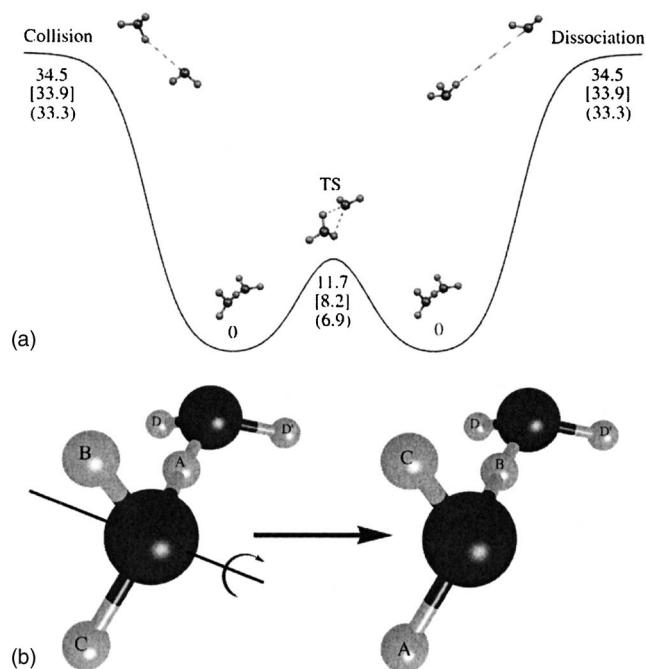 Collision
Dissociation
34.5
[33.9]
(33.3)
34.5
[33.9]
(33.3)
TS
11.7
[8.2]
(6.9)
0
0
(a)
D
D'
A
B
C
D
D'
B
C
A
(b)